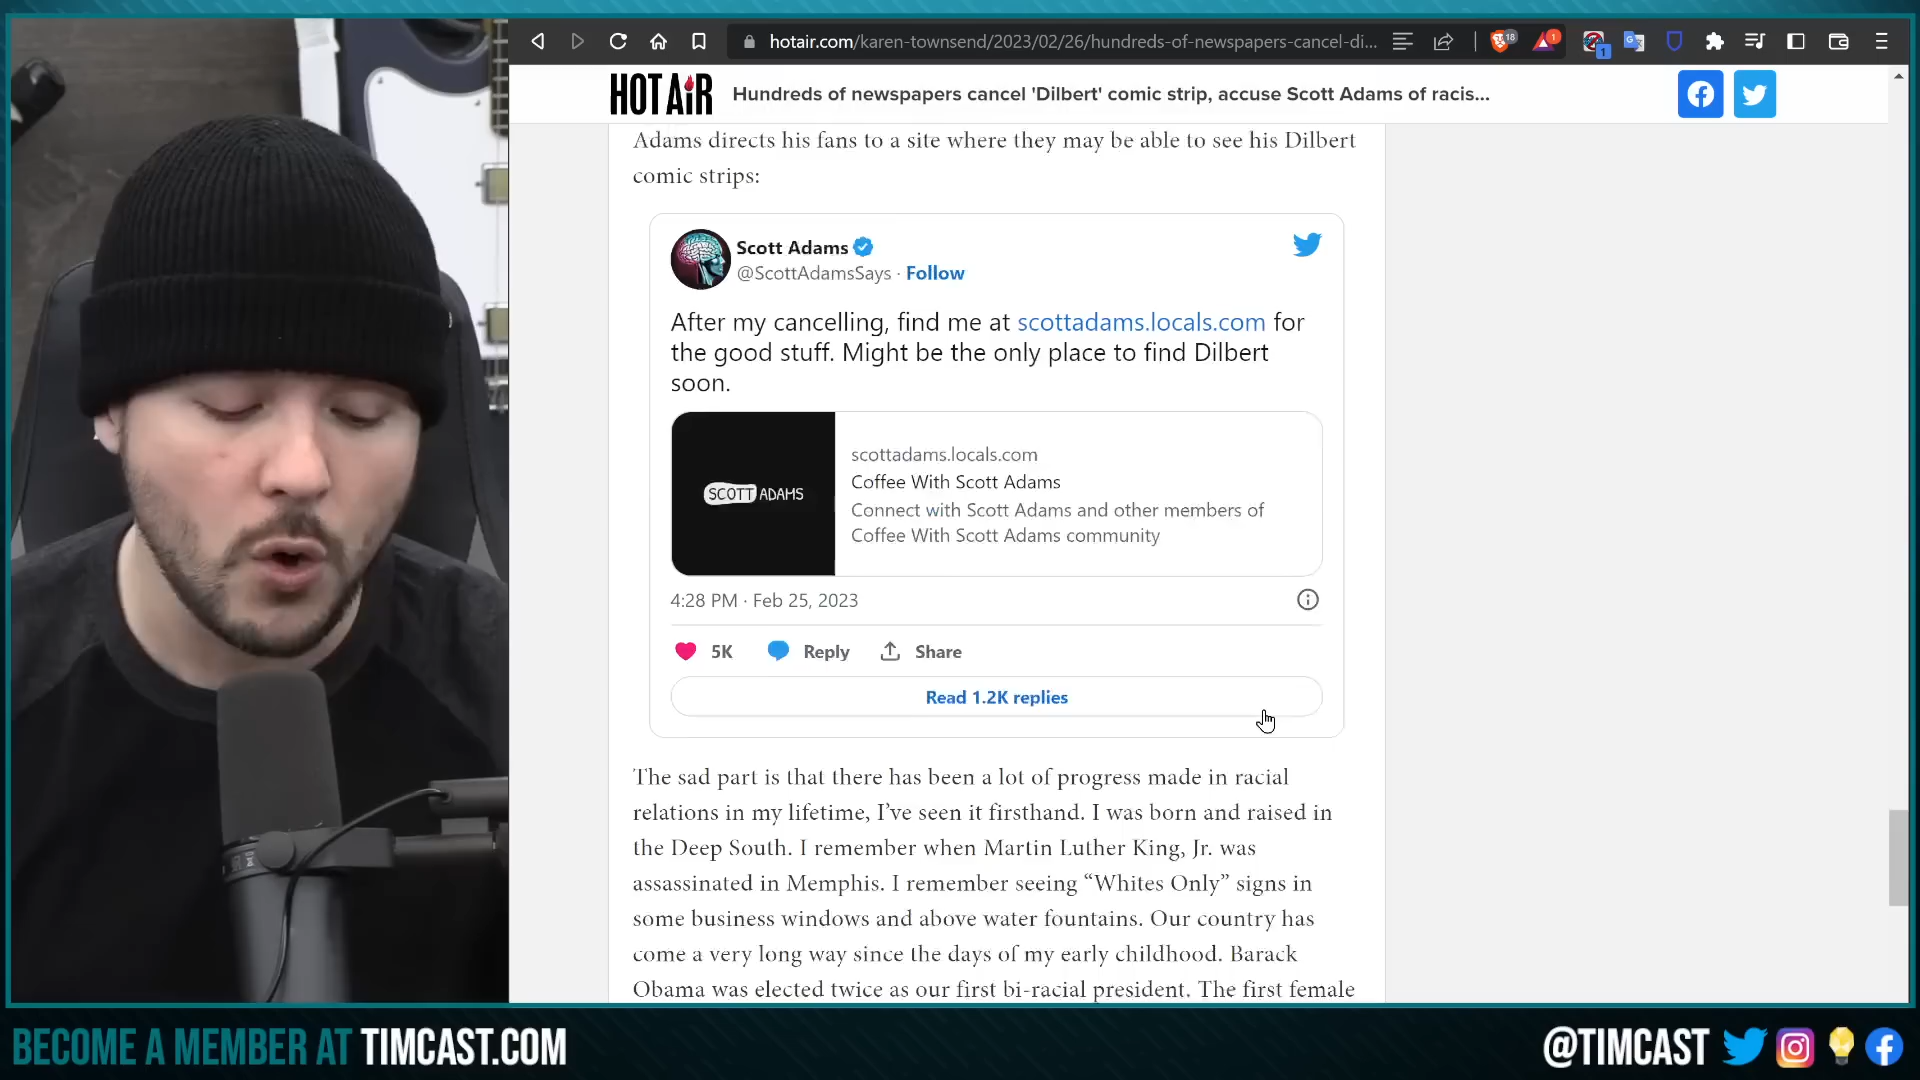 hotair.com/karen-townsend/2023/02/26/hundreds-of-newspapers-cancel-di...
18
1
1
HOT AiR
Hundreds of newspapers cancel 'Dilbert' comic strip, accuse Scott Adams of racis...
Adams directs his fans to a site where they may be able to see his Dilbert
comic strips:
Scott Adams
@ScottAdamsSays · Follow
After my cancelling, find me at scottadams.locals.com for
the good stuff. Might be the only place to find Dilbert
soon.
SCOTT ADAMS
scottadams.locals.com
Coffee With Scott Adams
Connect with Scott Adams and other members of
Coffee With Scott Adams community
4:28 PM · Feb 25, 2023
5K
Reply
Share
Read 1.2K replies
The sad part is that there has been a lot of progress made in racial
relations in my lifetime, I’ve seen it firsthand. I was born and raised in
the Deep South. I remember when Martin Luther King, Jr. was
assassinated in Memphis. I remember seeing “Whites Only” signs in
some business windows and above water fountains. Our country has
come a very long way since the days of my early childhood. Barack
Obama was elected twice as our first bi-racial president. The first female
BECOME A MEMBER AT TIMCAST.COM
@TIMCAST